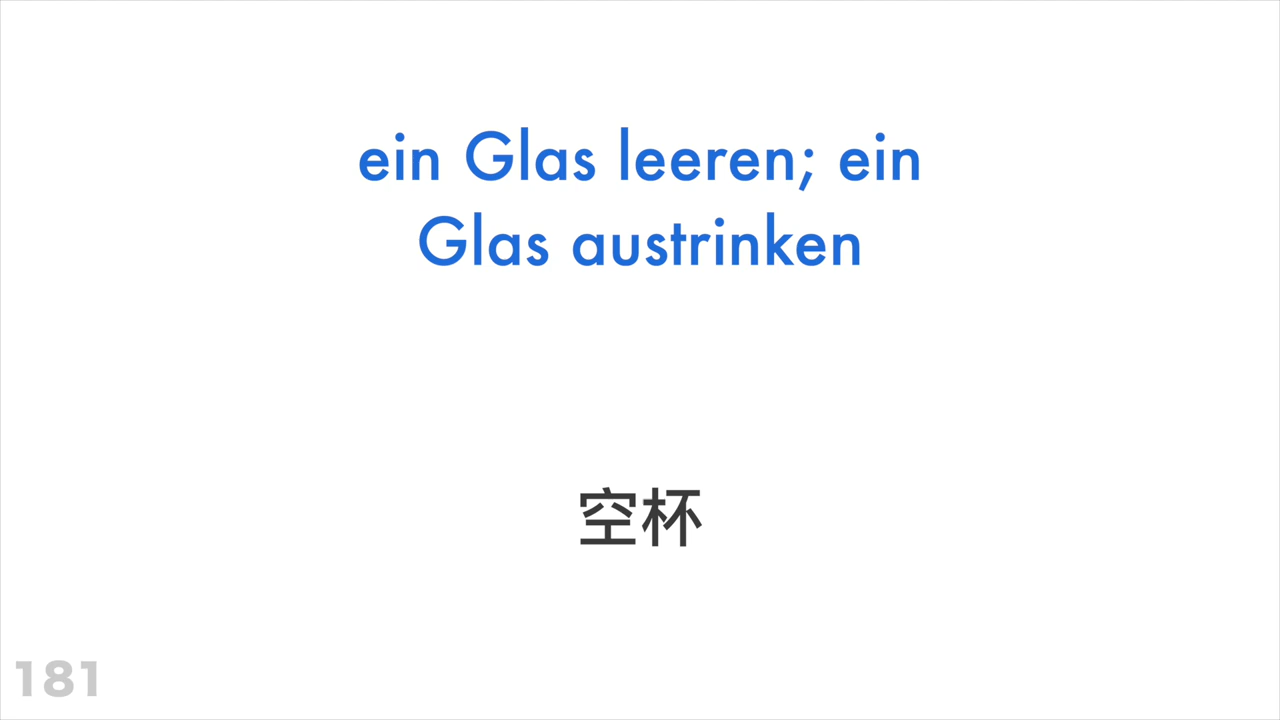 ein Glas leeren; ein
Glas austrinken
空杯
181